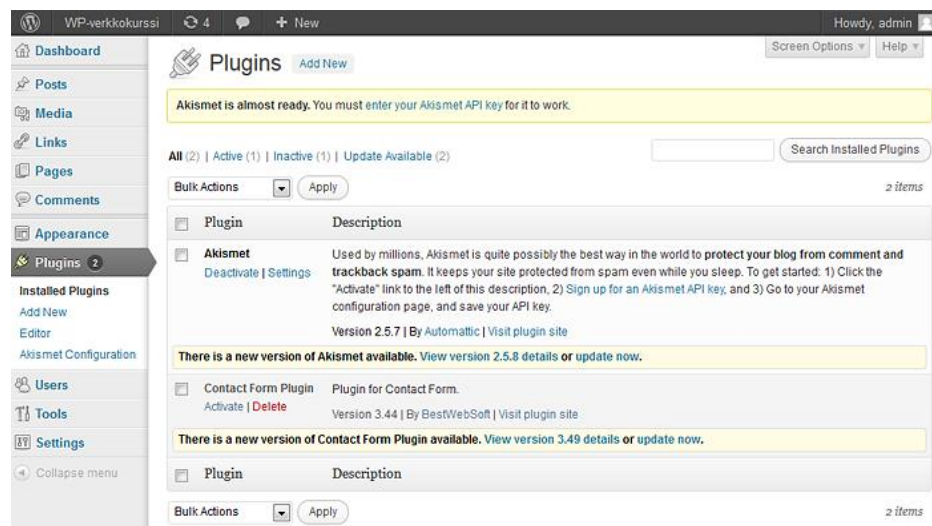 WP-verkkokurssi 4 + New Howdy, admin
Dashboard
Posts
Media
Links
Pages
Comments
Appearance
Plugins 2
Installed Plugins
Add New
Editor
Akismet Configuration
Users
Tools
Settings
Collapse menu
Screen Options Help
Plugins Add New
Akismet is almost ready. You must enter your Akismet API key for it to work.
All (2) | Active (1) | Inactive (1) | Update Available (2)
Search Installed Plugins
Bulk Actions Apply 2 items
Plugin Description
Akismet
Deactivate | Settings
Used by millions, Akismet is quite possibly the best way in the world to protect your blog from comment and
trackback spam. It keeps your site protected from spam even while you sleep. To get started: 1) Click the
"Activate" link to the left of this description, 2) Sign up for an Akismet API key, and 3) Go to your Akismet
configuration page, and save your API key.
Version 2.5.7 | By Automattic | Visit plugin site
There is a new version of Akismet available. View version 2.5.8 details or update now.
Contact Form Plugin
Activate | Delete
Plugin for Contact Form.
Version 3.44 | By BestWebSoft | Visit plugin site
There is a new version of Contact Form Plugin available. View version 3.49 details or update now.
Plugin Description
Bulk Actions Apply 2 items